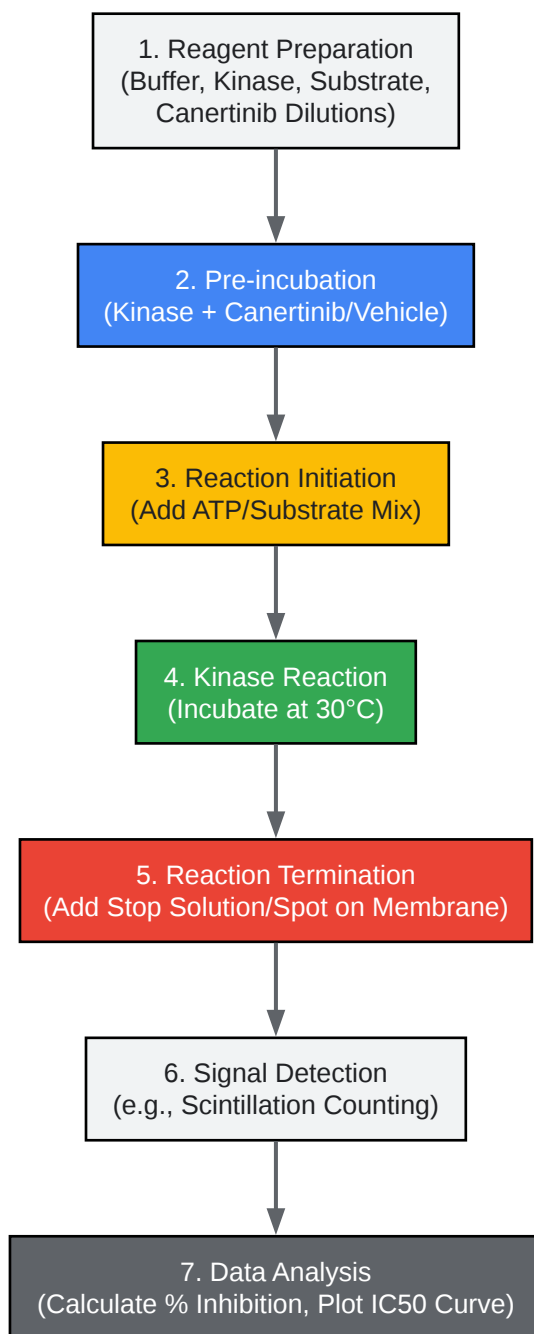 1. Reagent Preparation
(Buffer, Kinase, Substrate,
Canertinib Dilutions)
2. Pre-incubation
(Kinase + Canertinib/Vehicle)
3. Reaction Initiation
(Add ATP/Substrate Mix)
4. Kinase Reaction
(Incubate at 30°C)
5. Reaction Termination
(Add Stop Solution/Spot on Membrane)
6. Signal Detection
(e.g., Scintillation Counting)
7. Data Analysis
(Calculate % Inhibition, Plot IC50 Curve)